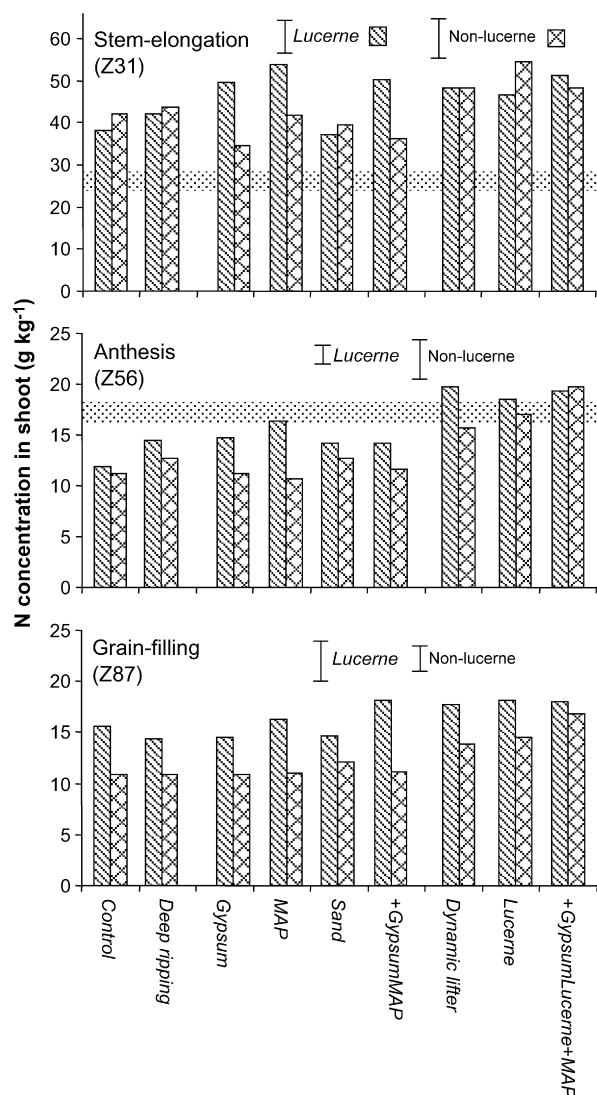 N concentration in shoot (g kg-1)
Stem-elongation
(Z31)
Lucerne
Non-lucerne
60
50
40
30
20
10
0
Anthesis
(Z56)
Lucerne
Non-lucerne
25
20
15
10
5
0
Grain-filling
(Z87)
Lucerne
Non-lucerne
25
20
15
10
5
0
Control
Deep ripping
Gypsum
MAP
Sand
+GypsumMAP
Dynamic lifter
Lucerne
+GypsumLucerne+MAP